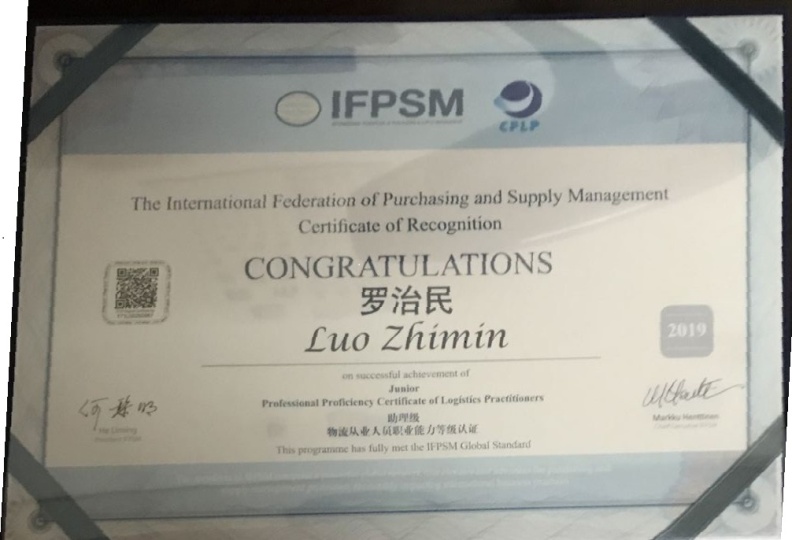 IFPSM
CPLP
The International Federation of Purchasing and Supply Management
Certificate of Recognition
CONGRATULATIONS
罗治民
Luo Zhimin
2019
on successful achievement of
Junior
Professional Proficiency Certificate of Logistics Practitioners
助理级
物流从业人员职业能力等级认证
This programme has fully met the IFPSM Global Standard
Markku Henttinen